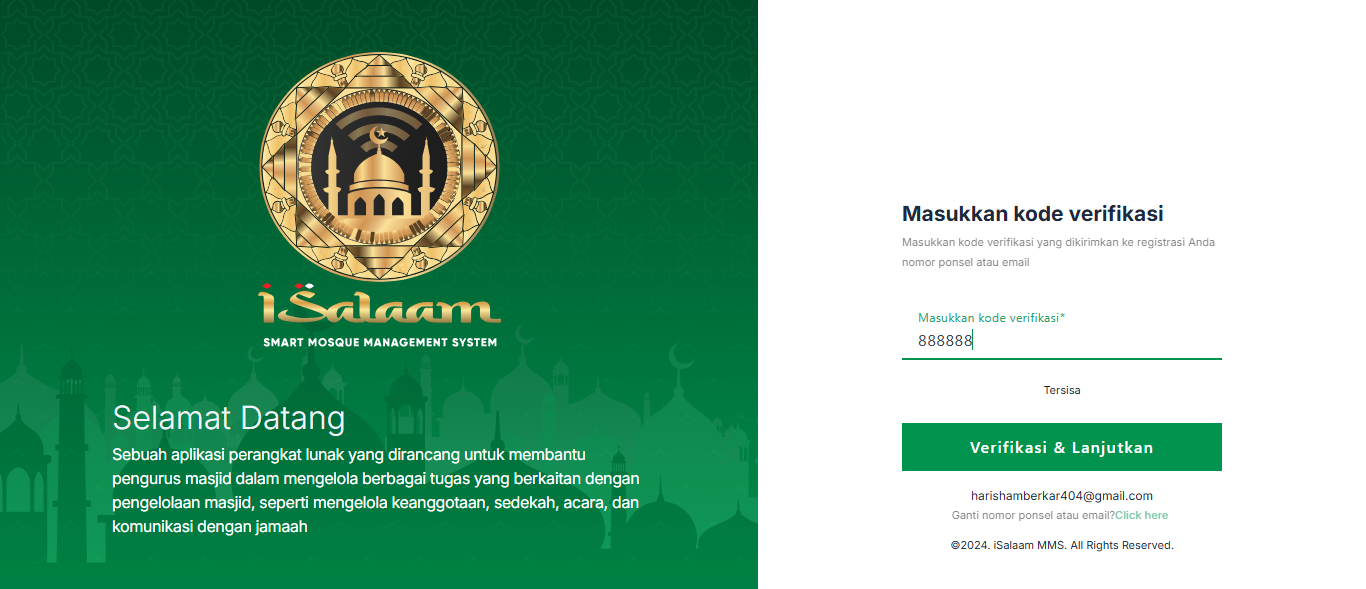 iSalaam
SMART MOSQUE MANAGEMENT SYSTEM
Selamat Datang
Sebuah aplikasi perangkat lunak yang dirancang untuk membantu
pengurus masjid dalam mengelola berbagai tugas yang berkaitan dengan
pengelolaan masjid, seperti mengelola keanggotaan, sedekah, acara, dan
komunikasi dengan jamaah
Masukkan kode verifikasi
Masukkan kode verifikasi yang dikirimkan ke registrasi Anda
nomor ponsel atau email
Masukkan kode verifikasi*
888888
Tersisa
Verifikasi & Lanjutkan
harishamberkar404@gmail.com
Ganti nomor ponsel atau email?Click here
©2024. iSalaam MMS. All Rights Reserved.